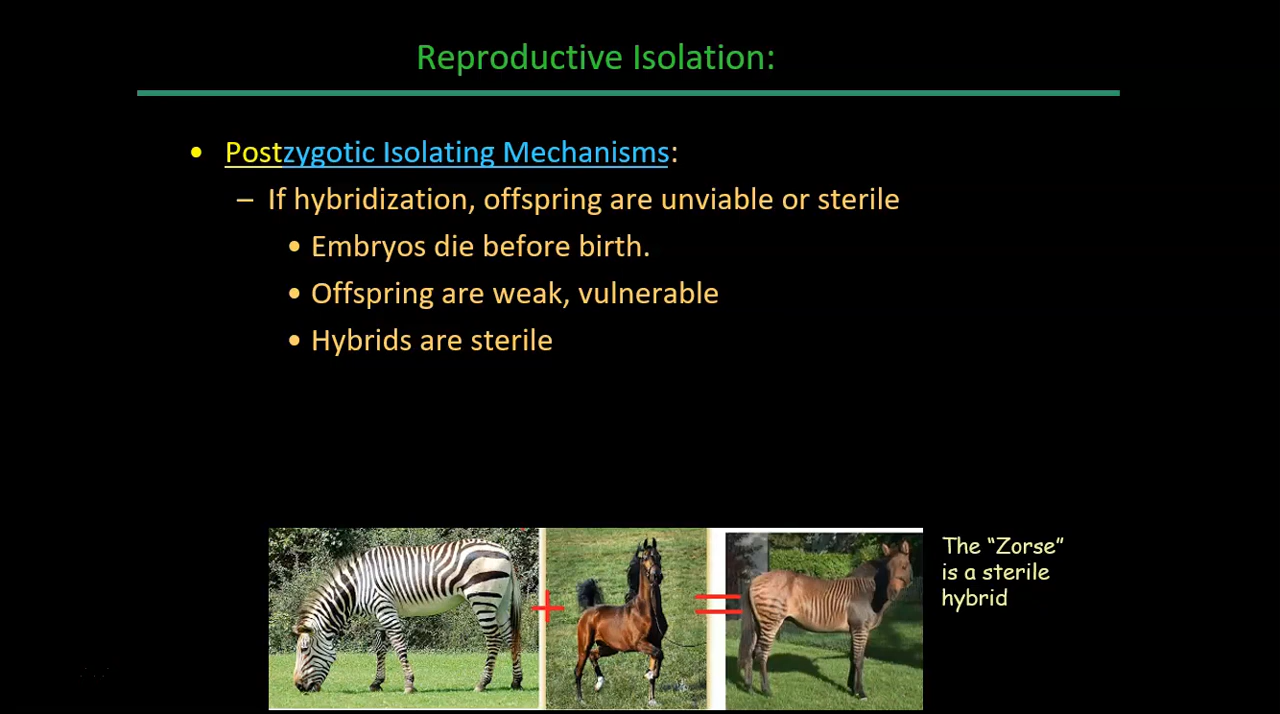 Reproductive Isolation:
• Postzygotic Isolating Mechanisms:
– If hybridization, offspring are unviable or sterile
• Embryos die before birth.
• Offspring are weak, vulnerable
• Hybrids are sterile
+ =
The “Zorse”
is a sterile
hybrid